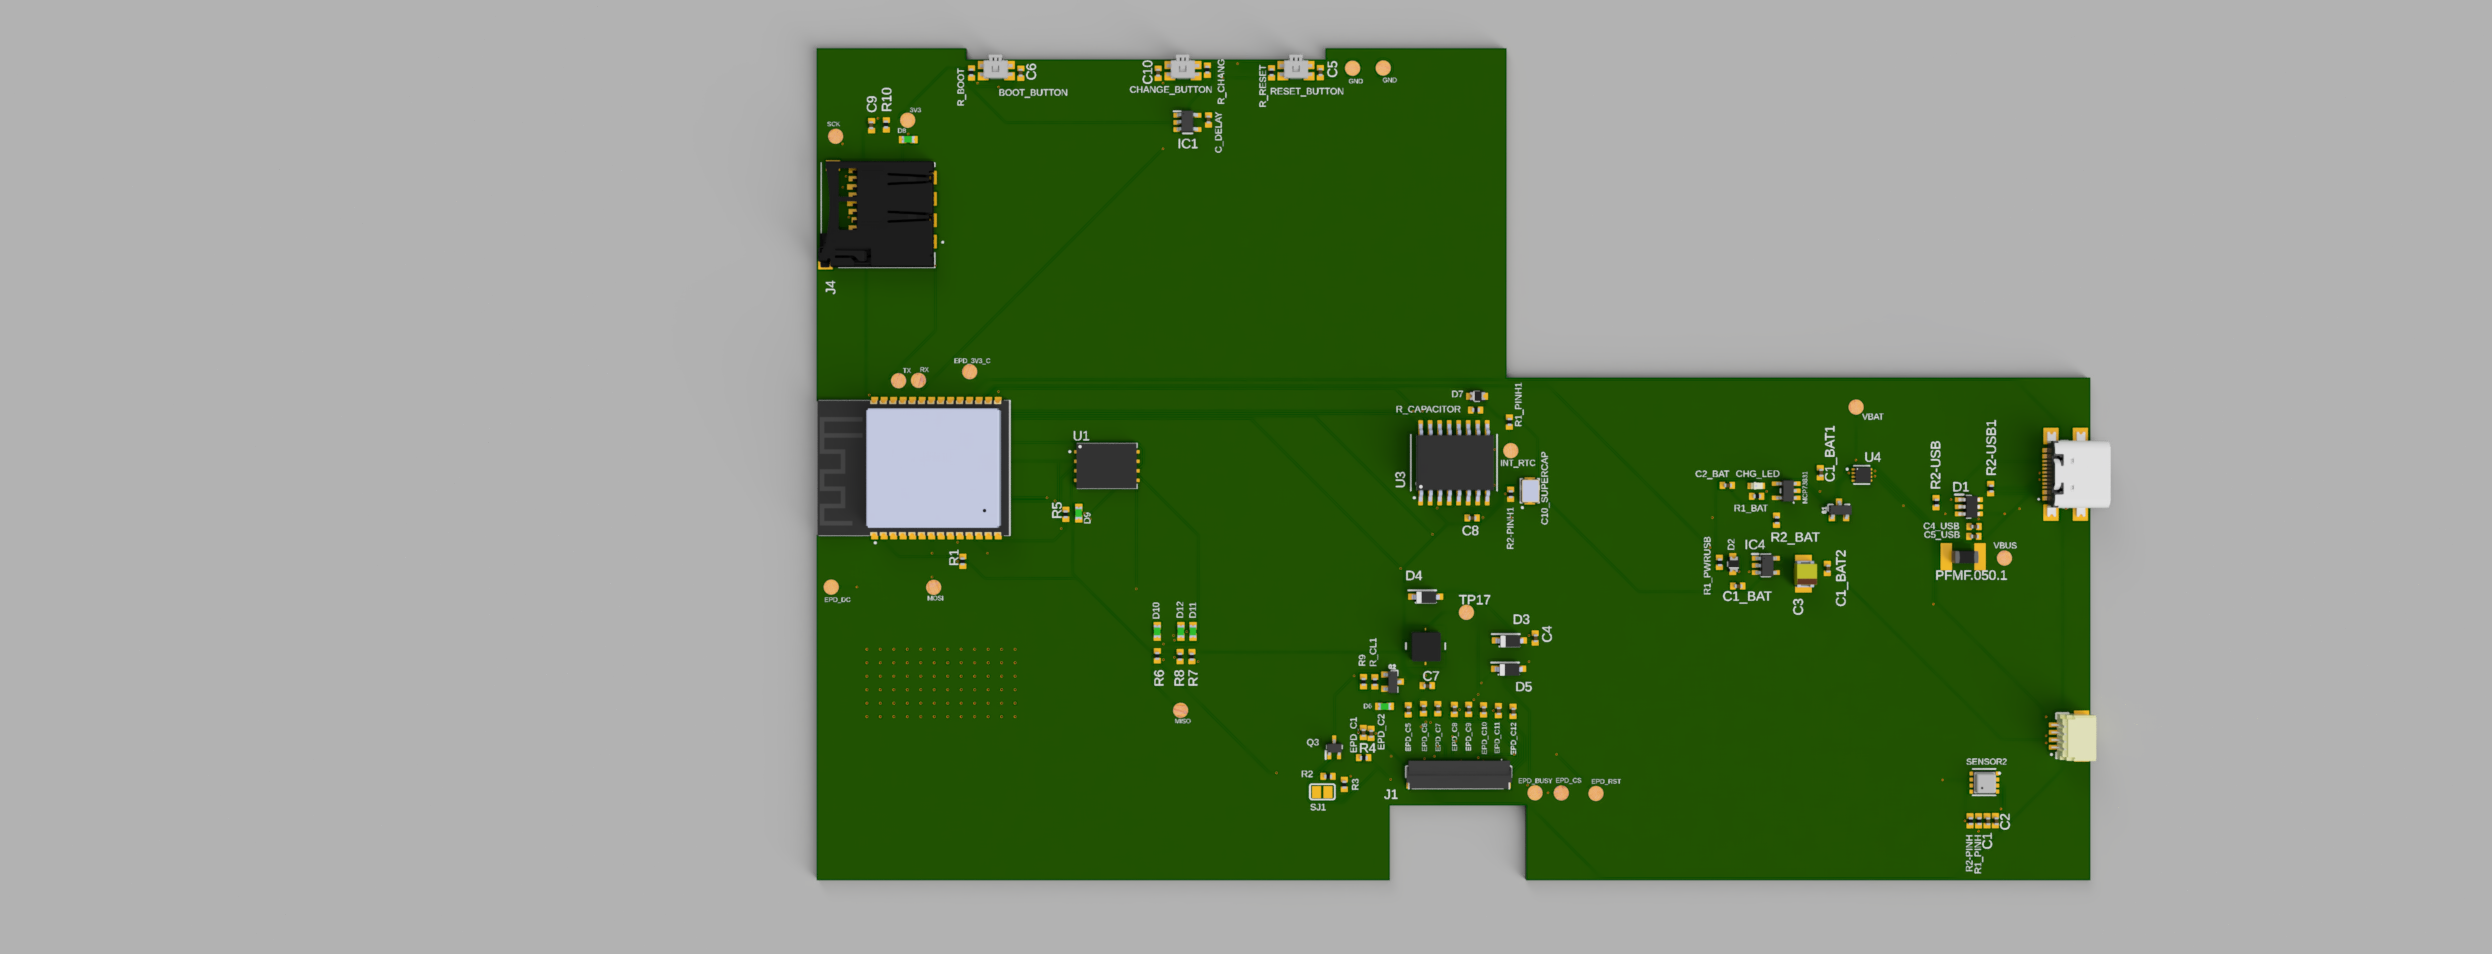 R_BOOT
C6
BOOT_BUTTON
C10
CHANGE_BUTTON
R_CHANG
R_RESET
C5
RESET_BUTTON
GND
GND
C9
R10
3V3
D8
SCK
IC1
C_DELAY
J4
TX
RX
EPD_3V3_C
U1
R5
D9
R1
EPD_DC
MOSI
D10
D12
D11
R6
R8
R7
MISO
D7
R_CAPACITOR
R1_PINH1
U3
INT_RTC
C10_SUPERCAP
R2-PINH1
C8
D4
TP17
D3
C4
D5
C7
R9
R_CL1
D6
EPD_C1
EPD_C2
R4
Q3
R2
R3
SJ1
EPD_C5
EPD_C6
EPD_C7
EPD_C8
EPD_C9
EPD_C10
EPD_C11
EPD_C12
J1
EPD_BUSY
EPD_CS
EPD_RST
VBAT
C1_BAT1
U4
C2_BAT
CHG_LED
MCP73831
R1_BAT
R2_BAT
R1_PWRUSB
D2
IC4
C1_BAT
C3
C1_BAT2
R2-USB
R2-USB1
D1
C4_USB
C5_USB
VBUS
PFMF.050.1
SENSOR2
R2-PINH
R1_PINH
C1
C2